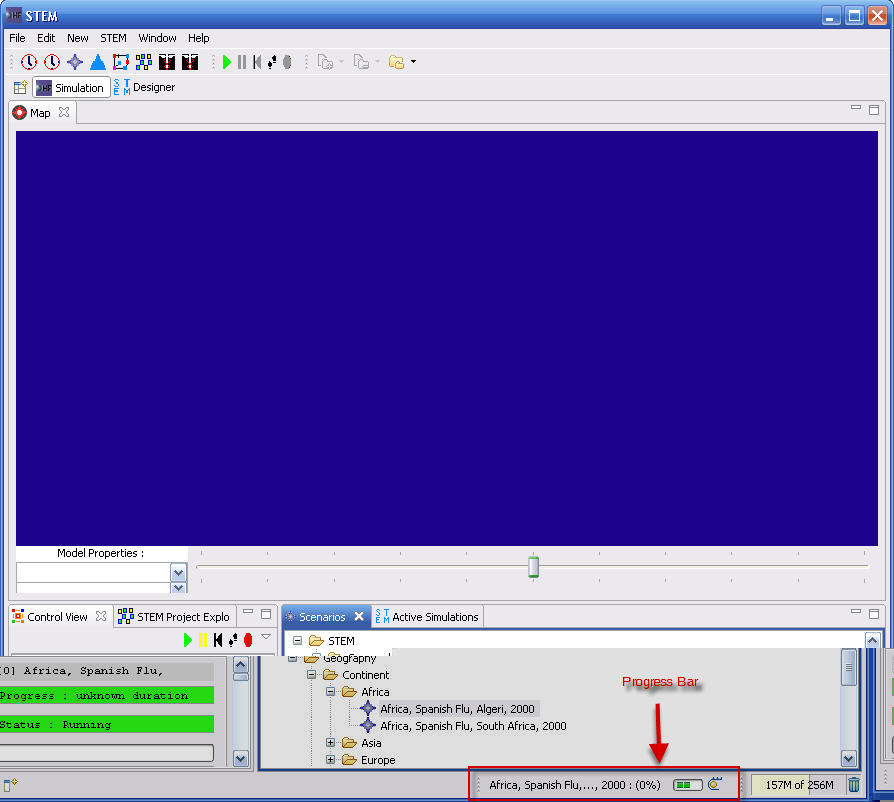 STEM
File Edit New STEM Window Help
Simulation STEM Designer
Map
Model Properties :
Control View STEM Project Explo
Scenarios STEM Active Simulations
STEM
Geography
Continent
Africa
Africa, Spanish Flu, Algeri, 2000
Africa, Spanish Flu, South Africa, 2000
Asia
Europe
[0] Africa, Spanish Flu,
Progress : unknown duration
Status : Running
Progress Bar
Africa, Spanish Flu,..., 2000 : (0%)
157M of 256M